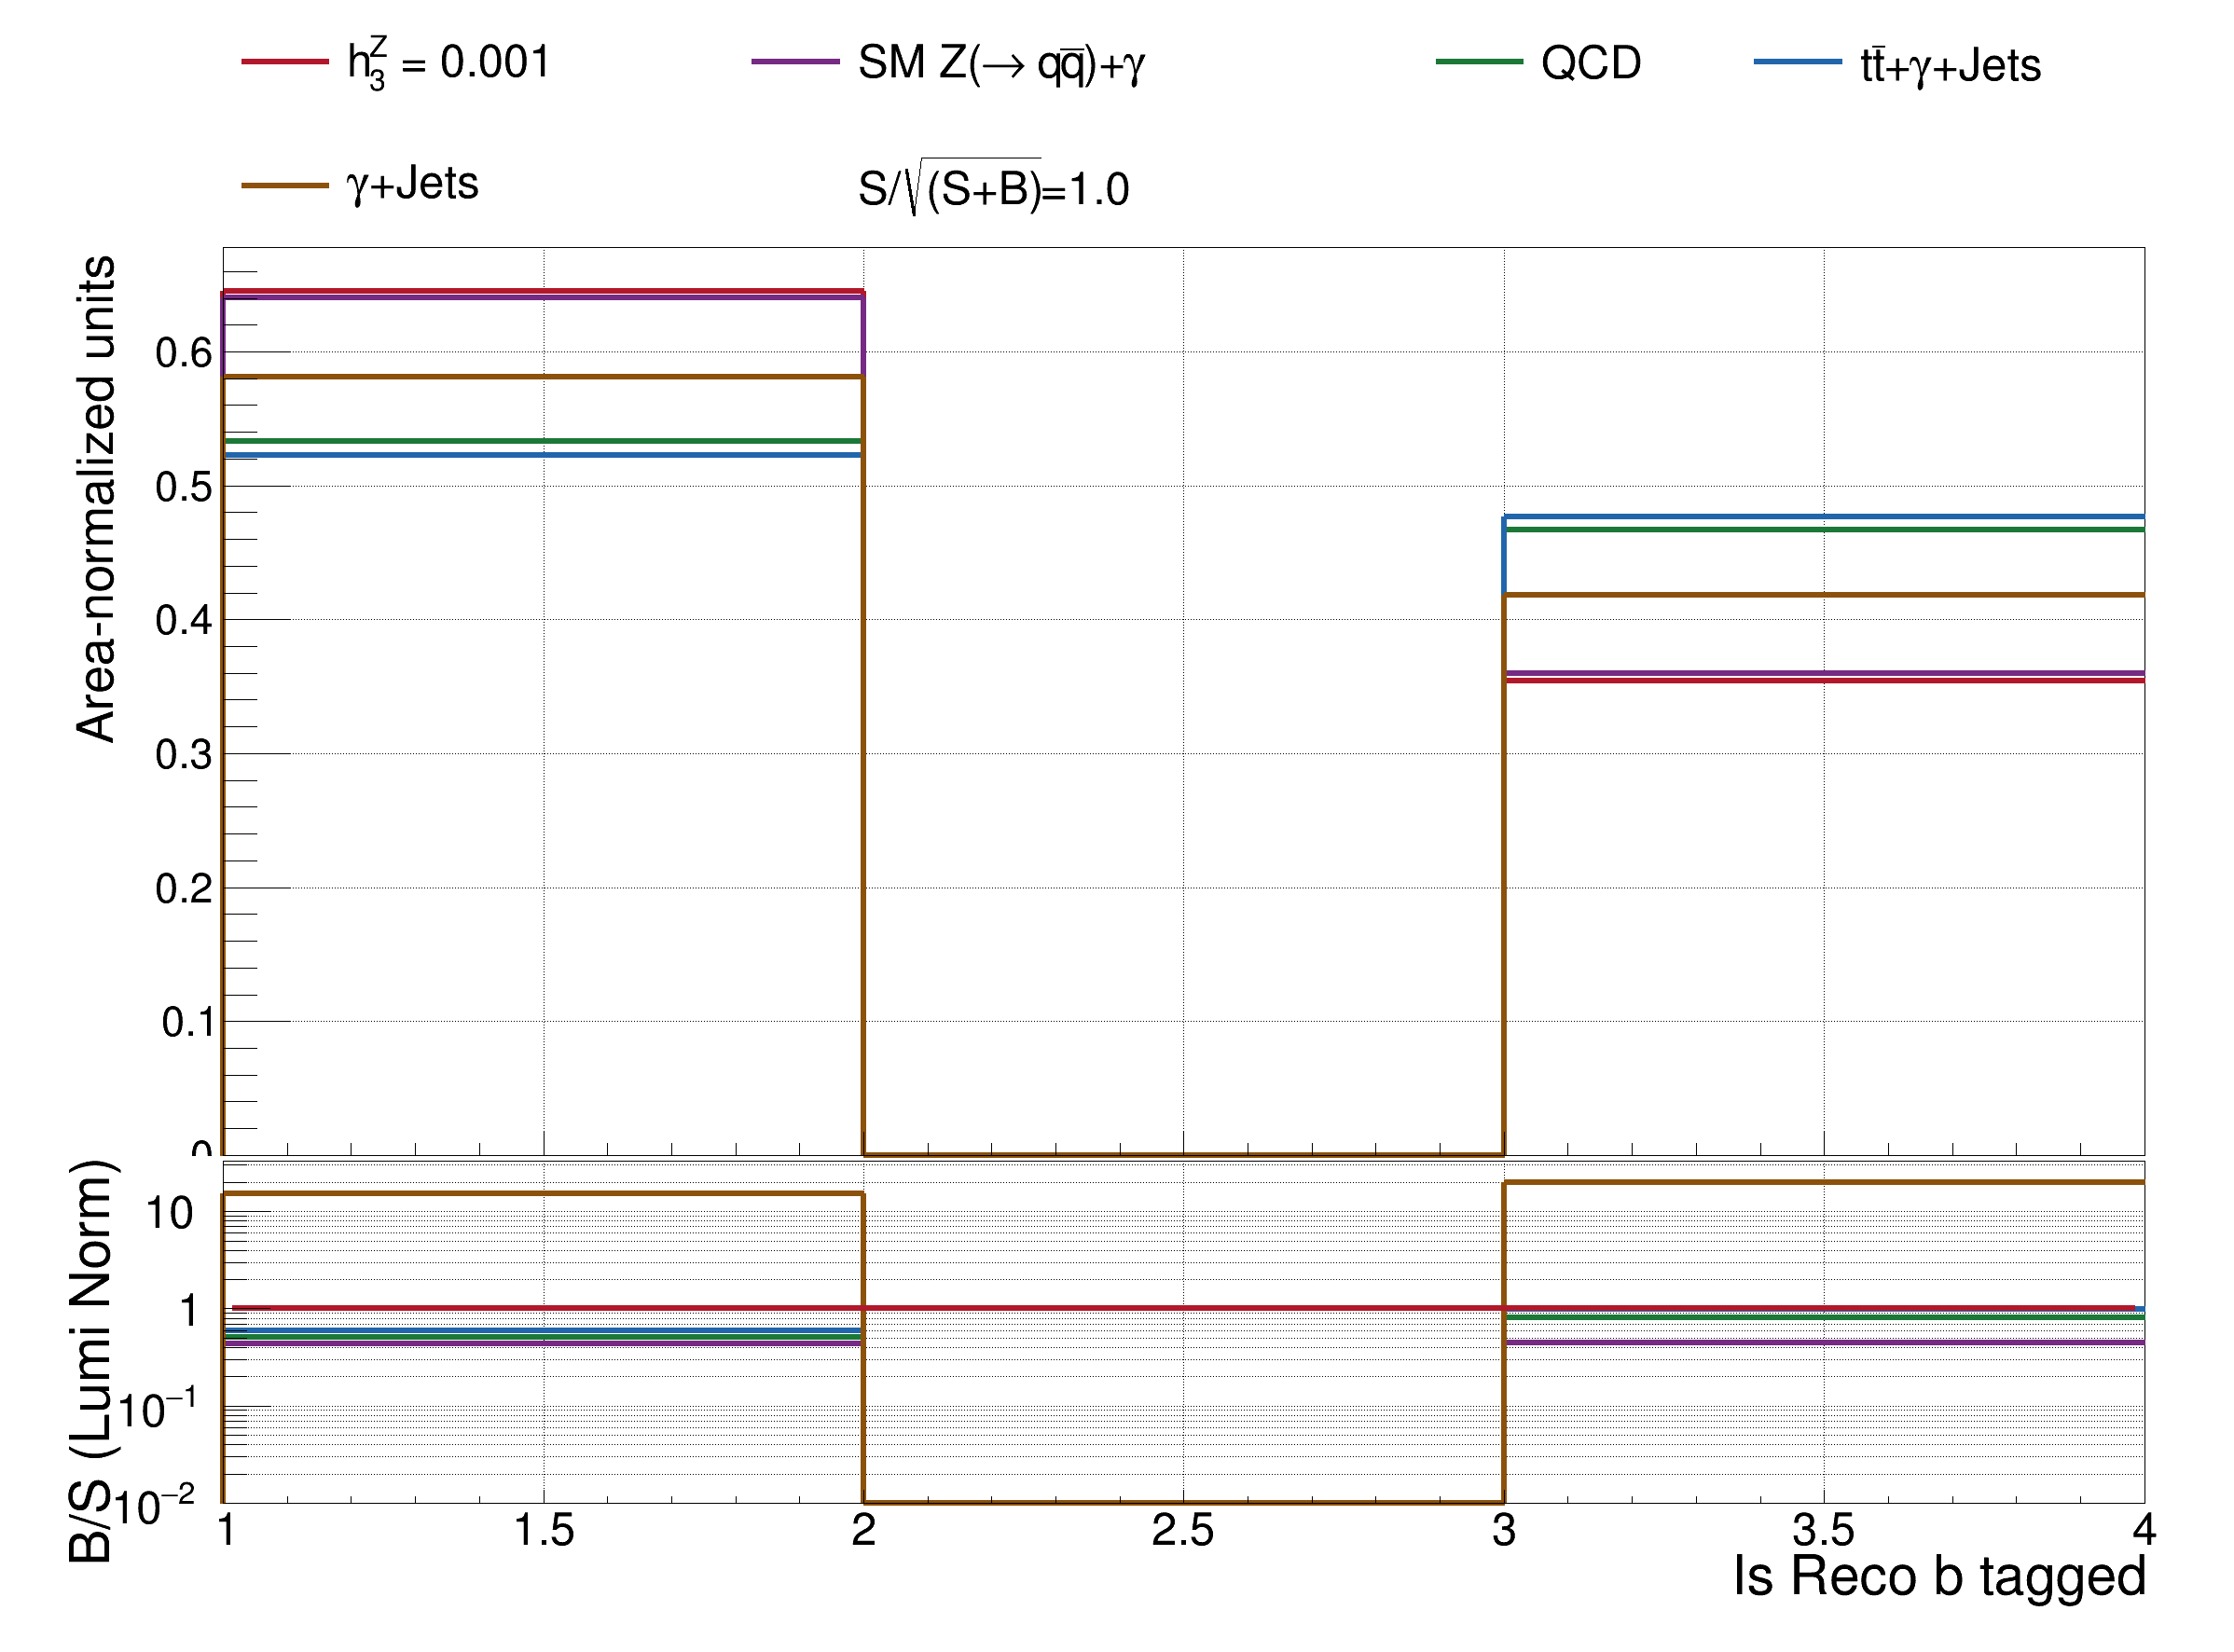 h₃ᶻ = 0.001
SM Z(→ qq̅)+γ
QCD
tt̅+γ+Jets
γ+Jets
S/√(S+B)=1.0
Area-normalized units
0.6
0.5
0.4
0.3
0.2
0.1
0
B/S (Lumi Norm)
10
1
10⁻¹
10⁻²
1 1.5 2 2.5 3 3.5 4
Is Reco b tagged